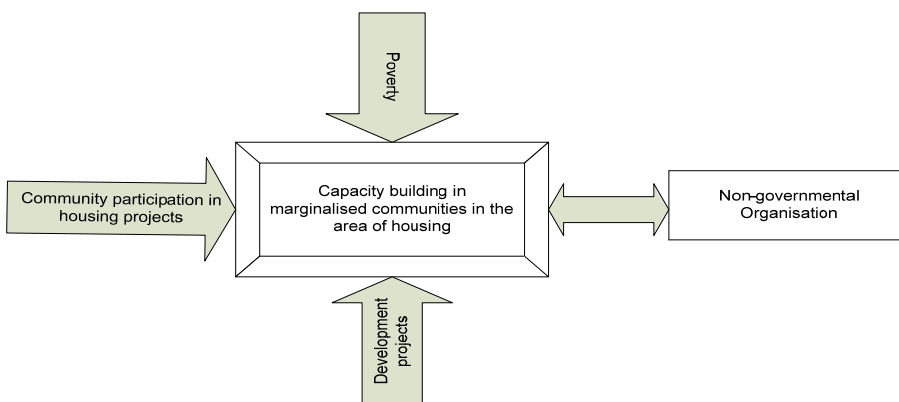 Poverty
Community participation in
housing projects
Capacity building in
marginalised communities in the
area of housing
Non-governmental
Organisation
Development
projects